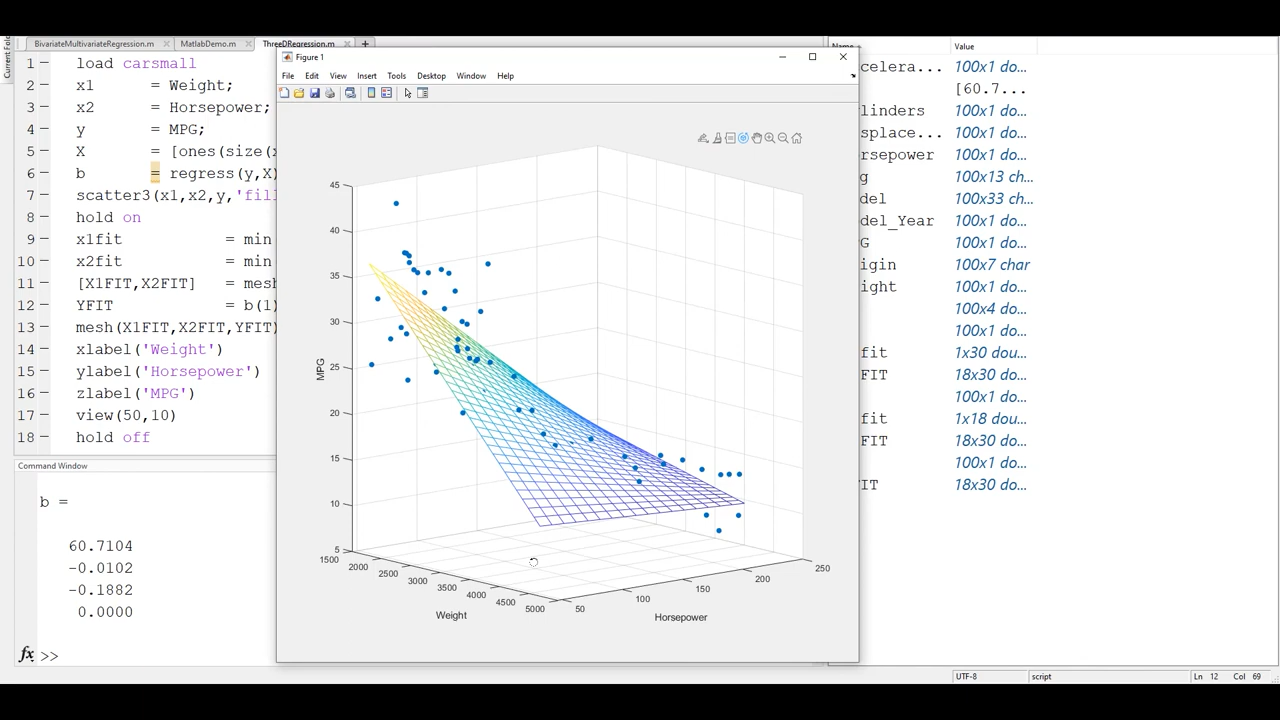 BivariateMultivariateRegression.m
MatlabDemo.m
ThreeDRegression.m
Current Fol
1 load carsmall
2 x1 = Weight;
3 x2 = Horsepower;
4 y = MPG;
5 X = [ones(size(x
6 b = regress(y,X)
7 scatter3(x1,x2,y,'fil
8 hold on
9 x1fit = min
10 x2fit = min
11 [X1FIT,X2FIT] = mesh
12 YFIT = b(1)
13 mesh(X1FIT,X2FIT,YFIT)
14 xlabel('Weight')
15 ylabel('Horsepower')
16 zlabel('MPG')
17 view(50,10)
18 hold off
Command Window
b =
60.7104
-0.0102
-0.1882
0.0000
fx >>
Figure 1
File Edit View Insert Tools Desktop Window Help
45
40
35
30
25
20
15
10
5
MPG
1500 2000 2500 3000 3500 4000 4500 5000
Weight
50 100 150 200 250
Horsepower
Name Value
celera... 100x1 do...
[60.7...
linders 100x1 do...
splace... 100x1 do...
rsepower 100x1 do...
g 100x13 ch...
del 100x33 ch...
del_Year 100x1 do...
G 100x1 do...
igin 100x7 char
ight 100x1 do...
100x4 do...
100x1 do...
fit 1x30 dou...
FIT 18x30 do...
100x1 do...
fit 1x18 dou...
FIT 18x30 do...
100x1 do...
IT 18x30 do...
UTF-8 script Ln 12 Col 69